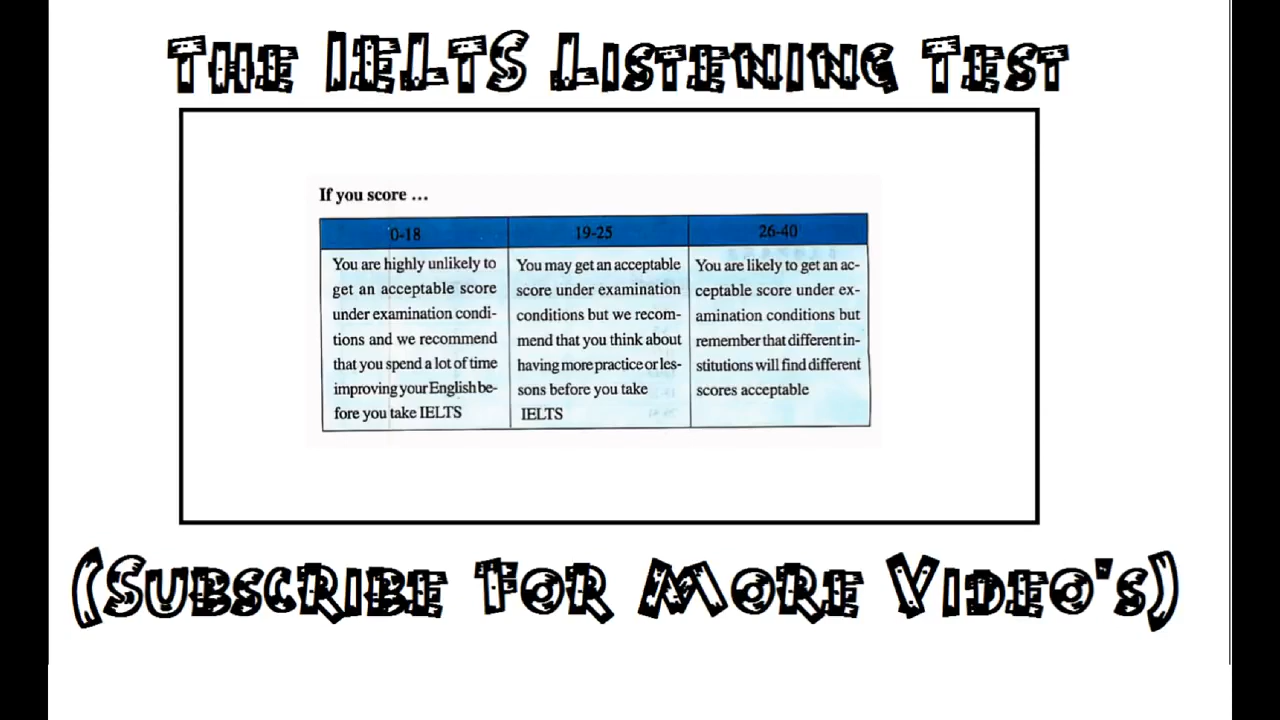 The IELTS Listening Test
If you score ...
0-18
You are highly unlikely to
get an acceptable score
under examination condi-
tions and we recommend
that you spend a lot of time
improving your English be-
fore you take IELTS
19-25
You may get an acceptable
score under examination
conditions but we recom-
mend that you think about
having more practice or les-
sons before you take
IELTS
26-40
You are likely to get an ac-
ceptable score under ex-
amination conditions but
remember that different in-
stitutions will find different
scores acceptable
(Subscribe For More Video's)